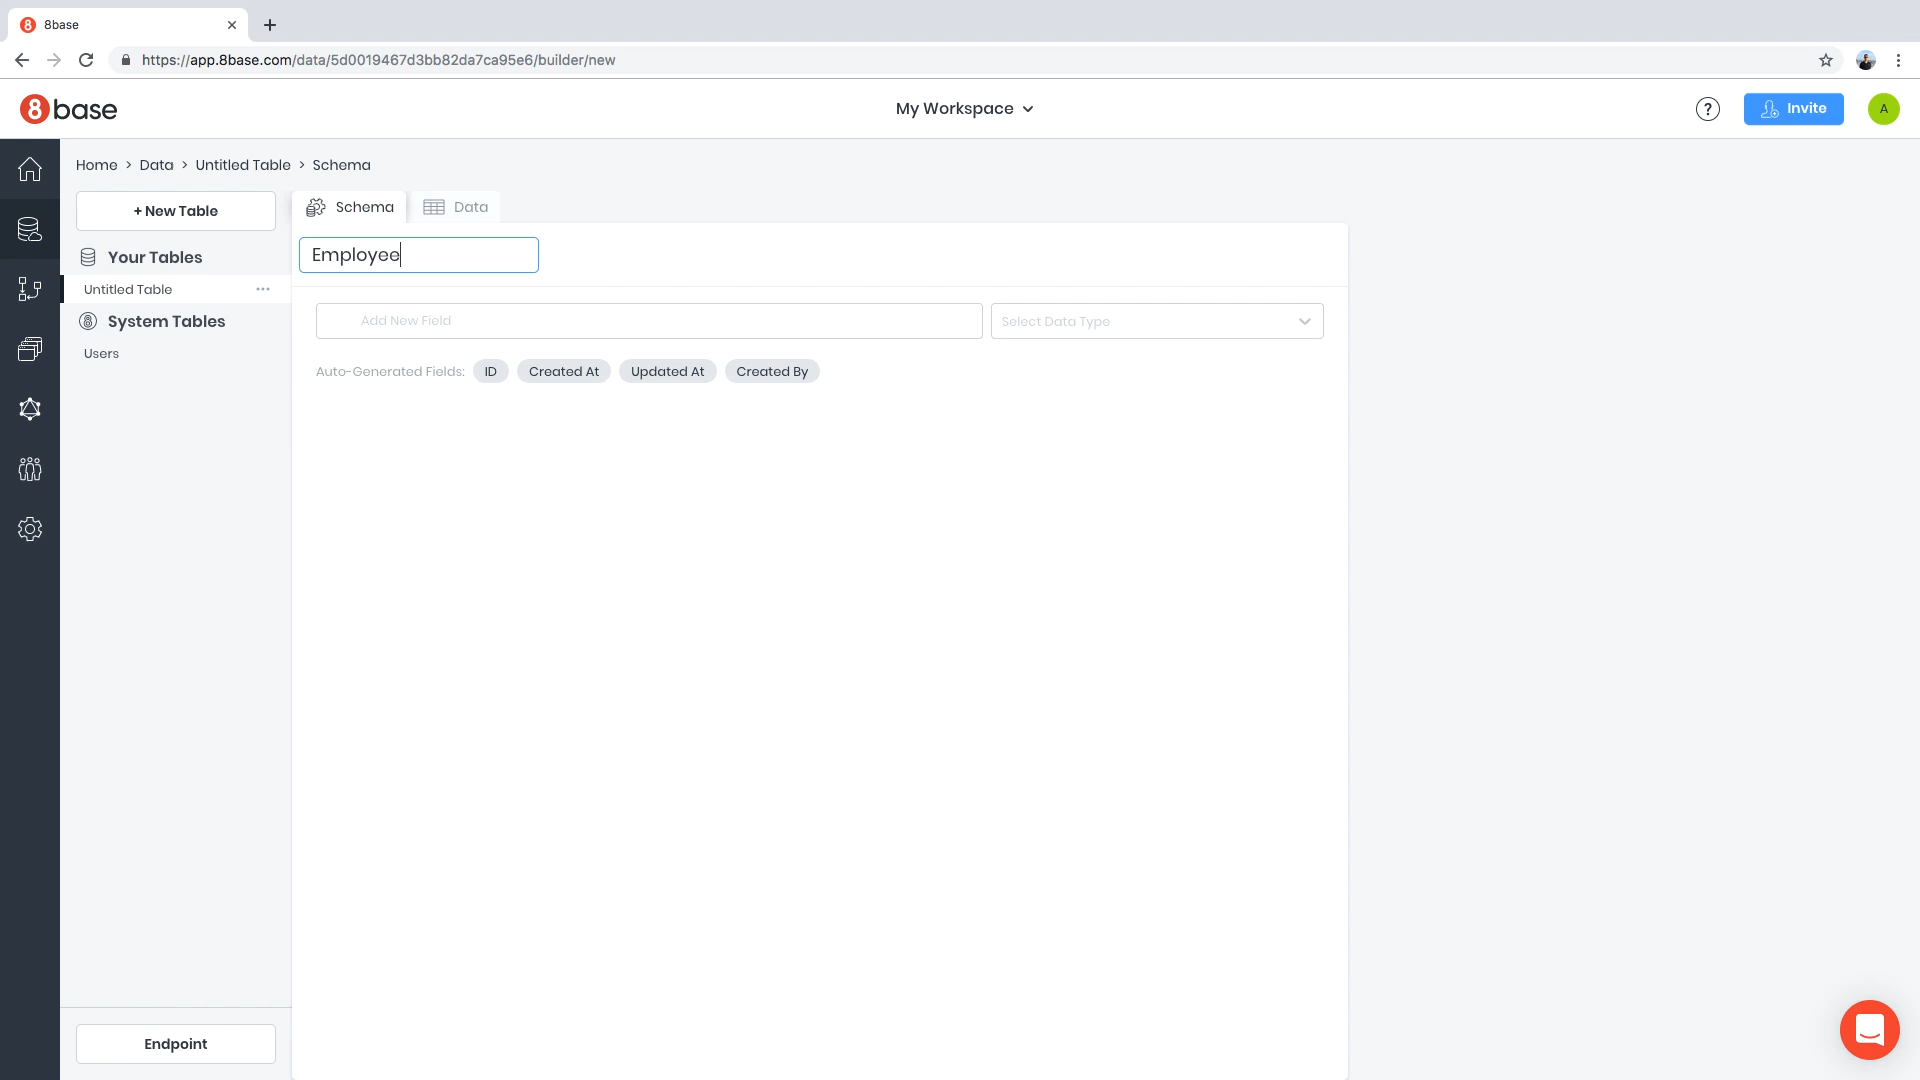 8base
https://app.8base.com/data/5d0019467d3bb82da7ca95e6/builder/new
8base
My Workspace
?
Invite
A
Home > Data > Untitled Table > Schema
+ New Table
Schema
Data
Your Tables
Employee
Untitled Table
Add New Field
Select Data Type
8 System Tables
Users
Auto-Generated Fields: ID Created At Updated At Created By
Endpoint